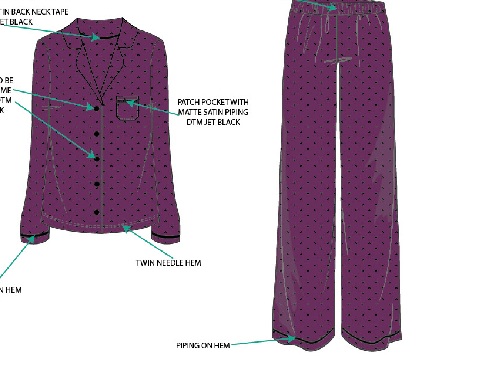 IN BACK NECK TAPE
ET BLACK
O BE
ME
TM
K
PATCH POCKET WITH
MATTE SATIN PIPING
DTM JET BLACK
TWIN NEEDLE HEM
N HEM
PIPING ON HEM